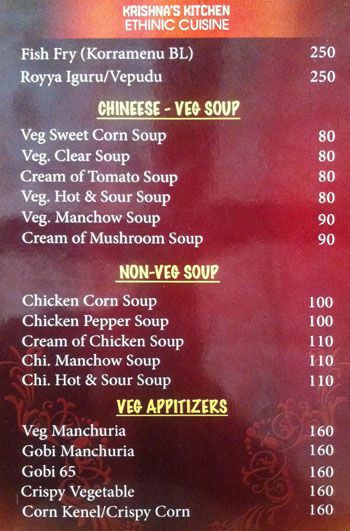 KRISHNA'S KITCHEN
ETHINIC CUISINE
Fish Fry (Korramenu BL) 250
Royya Iguru/Vepudu 250
CHINEESE - VEG SOUP
Veg Sweet Corn Soup 80
Veg. Clear Soup 80
Cream of Tomato Soup 80
Veg. Hot & Sour Soup 80
Veg. Manchow Soup 90
Cream of Mushroom Soup 90
NON-VEG SOUP
Chicken Corn Soup 100
Chicken Pepper Soup 100
Cream of Chicken Soup 110
Chi. Manchow Soup 110
Chi. Hot & Sour Soup 110
VEG APPITIZERS
Veg Manchuria 160
Gobi Manchuria 160
Gobi 65 160
Crispy Vegetable 160
Corn Kenel/Crispy Corn 160